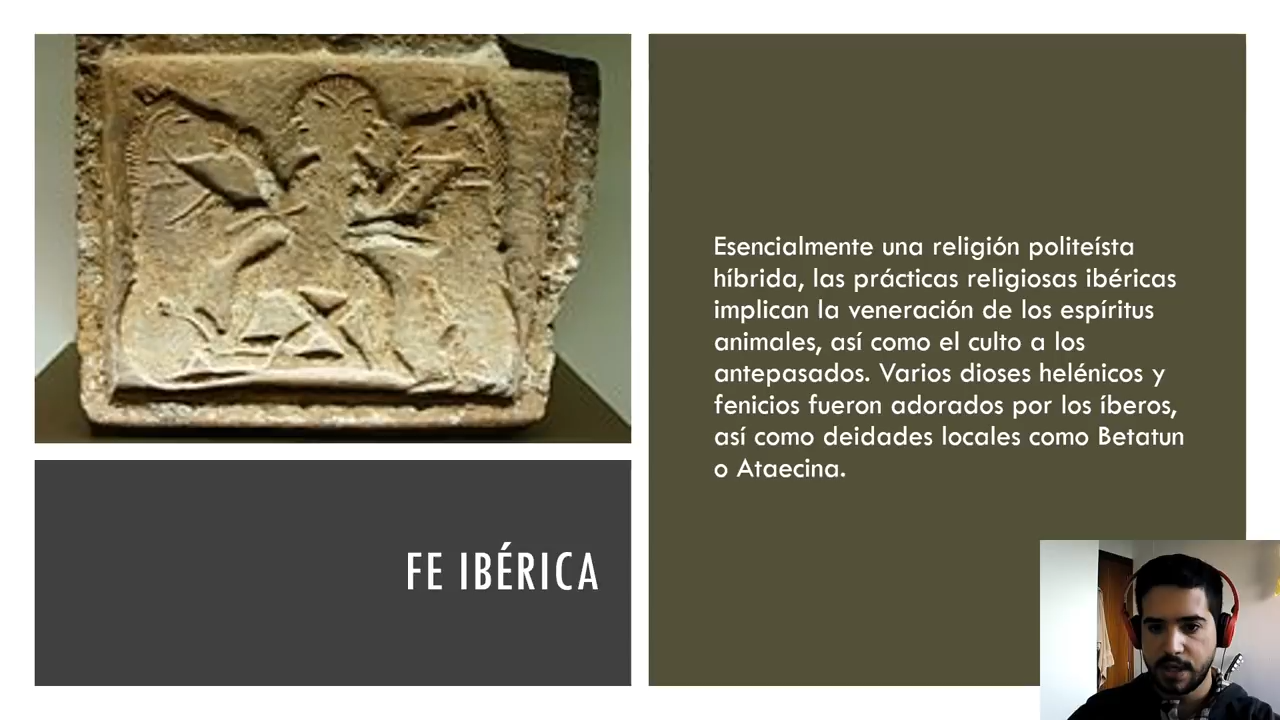 Esencialmente una religión politeísta
híbrida, las prácticas religiosas ibéricas
implican la veneración de los espíritus
animales, así como el culto a los
antepasados. Varios dioses helénicos y
fenicios fueron adorados por los íberos,
así como deidades locales como Betatun
o Ataecina.
FE IBÉRICA